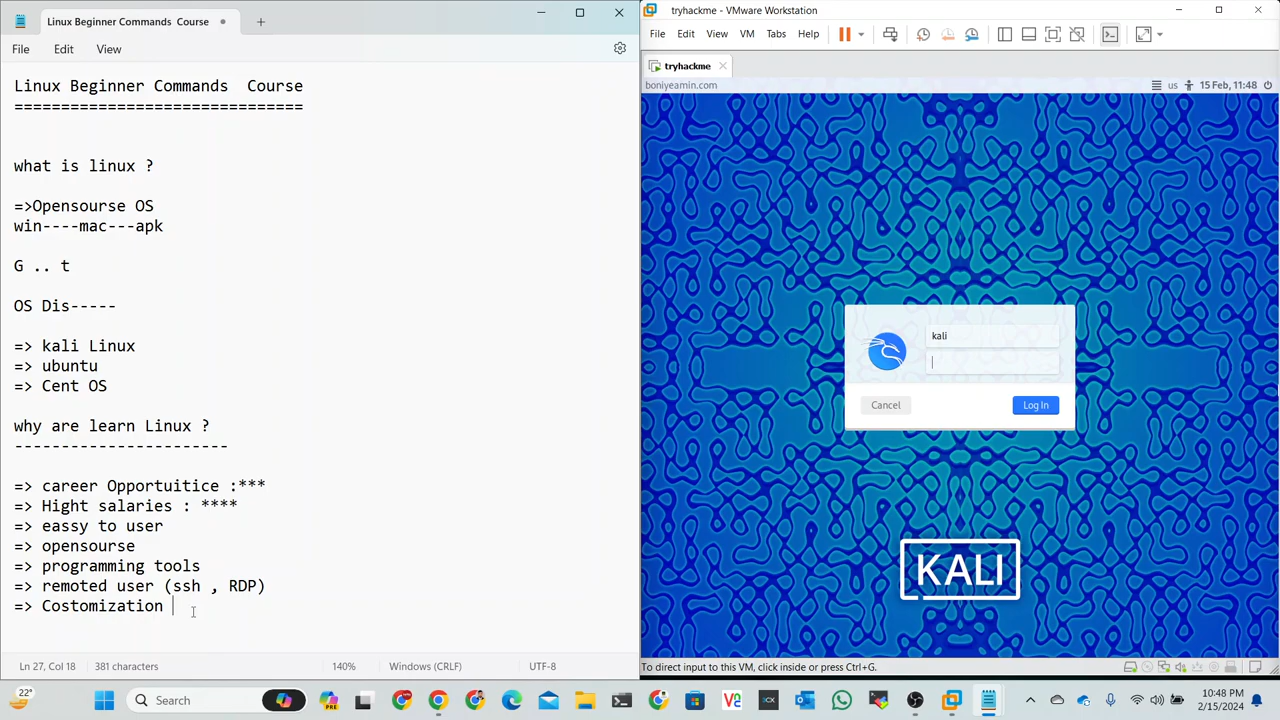 Linux Beginner Commands  Course
File Edit View
Linux Beginner Commands  Course
===============================
what is linux ?
=>Opensourse OS
win----mac---apk
G .. t
OS Dis-----
=> kali Linux
=> ubuntu
=> Cent OS
why are learn Linux ?
-----------------------
=> career Opportuitice :***
=> Hight salaries : ****
=> eassy to user
=> opensourse
=> programming tools
=> remoted user (ssh , RDP)
=> Costomization
Ln 27, Col 18 381 characters 140% Windows (CRLF) UTF-8
tryhackme - VMware Workstation
File Edit View VM Tabs Help
tryhackme
boniyeamin.com us 15 Feb, 11:48
kali
Cancel Log In
KALI
To direct input to this VM, click inside or press Ctrl+G.
22° Search 10:48 PM
2/15/2024